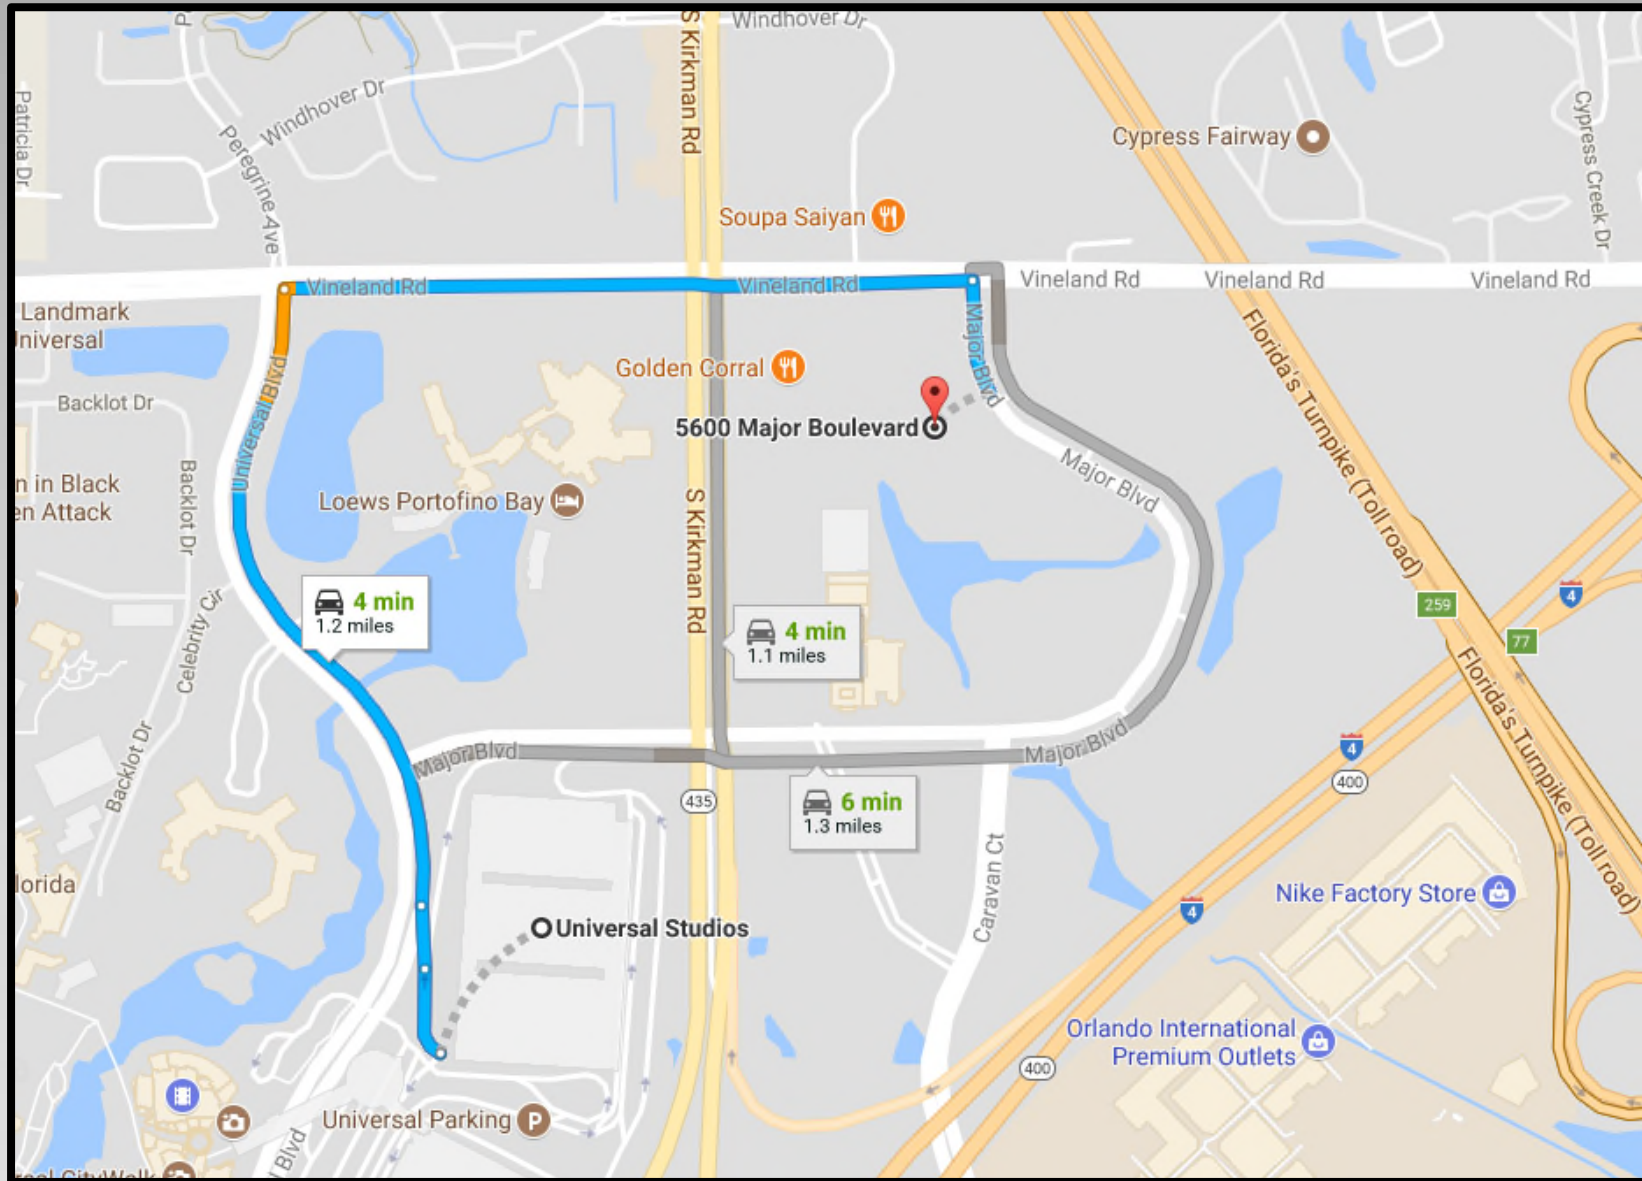 S Kirkman Rd
Windhover Dr
Patricia Dr
Windhover Dr
Peregrine Ave
Cypress Fairway
Cypress Creek Dr
Soupa Saiyan
Vineland Rd
Vineland Rd
Vineland Rd
Vineland Rd
Vineland Rd
Landmark
Universal
Major Blvd
Florida's Turnpike (Toll road)
Golden Corral
Backlot Dr
Universal Blvd
5600 Major Boulevard
Major Blvd
n in Black
en Attack
Backlot Dr
Loews Portofino Bay
S Kirkman Rd
4 min
1.2 miles
Celebrity Cir
4 min
1.1 miles
259
4
77
Florida's Turnpike (Toll road)
Major Blvd
Major Blvd
4
400
Backlot Dr
435
6 min
1.3 miles
Caravan Ct
lorida
Nike Factory Store
4
Universal Studios
Orlando International
Premium Outlets
400
Universal Parking
P
l Blvd